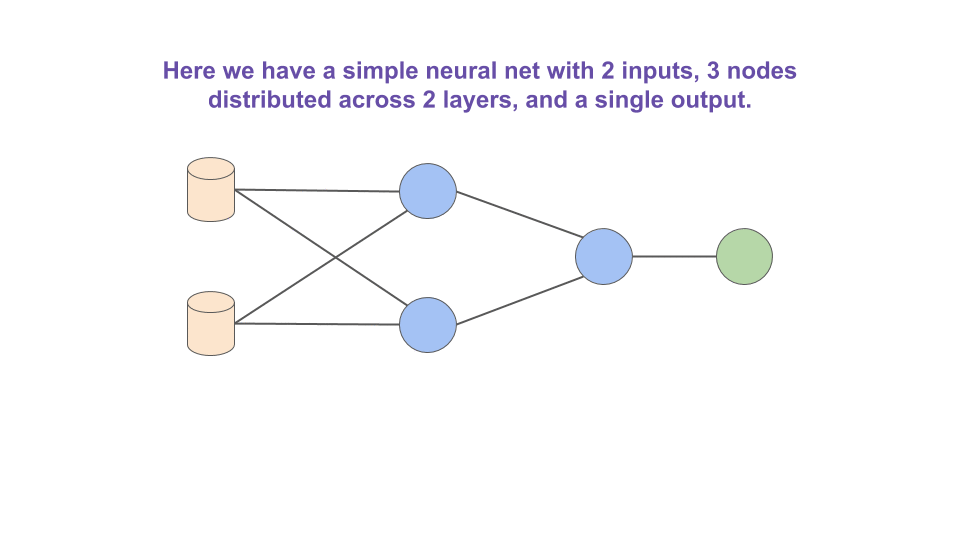 Here we have a simple neural net with 2 inputs, 3 nodes
distributed across 2 layers, and a single output.